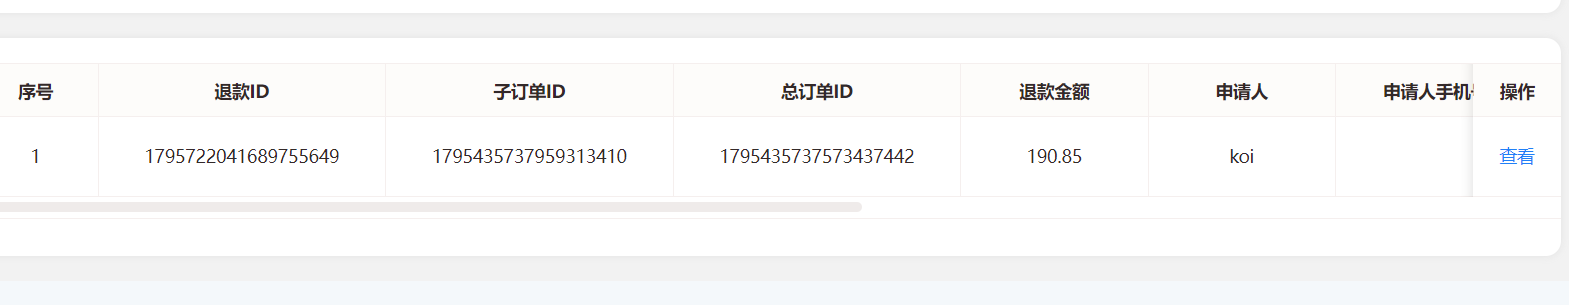 序号 退款ID 子订单ID 总订单ID 退款金额 申请人 申请人手机 操作
1 1795722041689755649 1795435737959313410 1795435737573437442 190.85 koi 查看